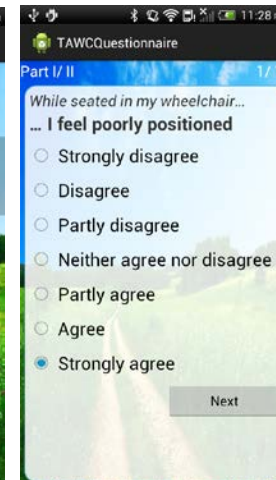 11:28
TAWCQuestionnaire
Part I/ II
1/
While seated in my wheelchair...
... I feel poorly positioned
Strongly disagree
Disagree
Partly disagree
Neither agree nor disagree
Partly agree
Agree
Strongly agree
Next